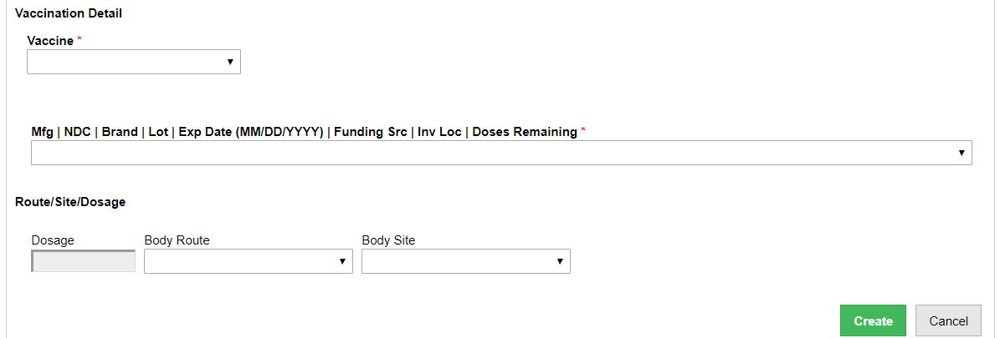 Vaccination Detail
Vaccine *
Mfg | NDC | Brand | Lot | Exp Date (MM/DD/YYYY) | Funding Src | Inv Loc | Doses Remaining *
Route/Site/Dosage
Dosage Body Route Body Site
Create Cancel